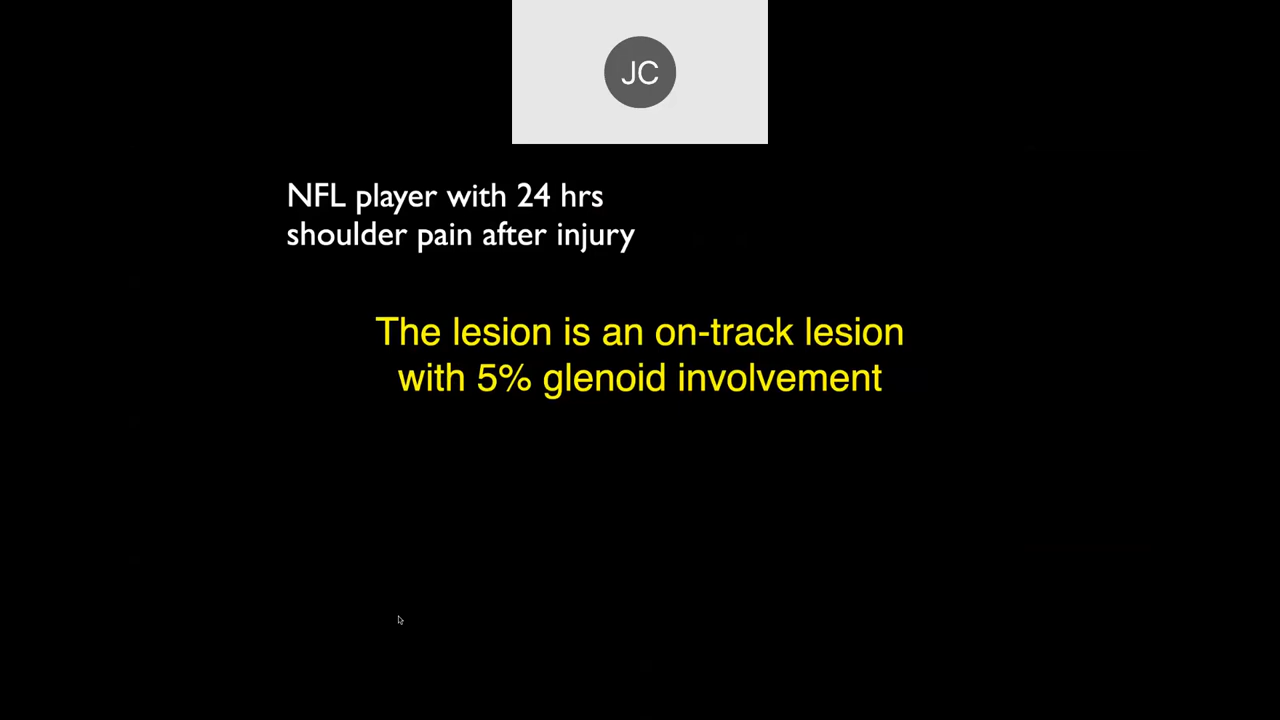 JC
NFL player with 24 hrs
shoulder pain after injury
The lesion is an on-track lesion
with 5% glenoid involvement